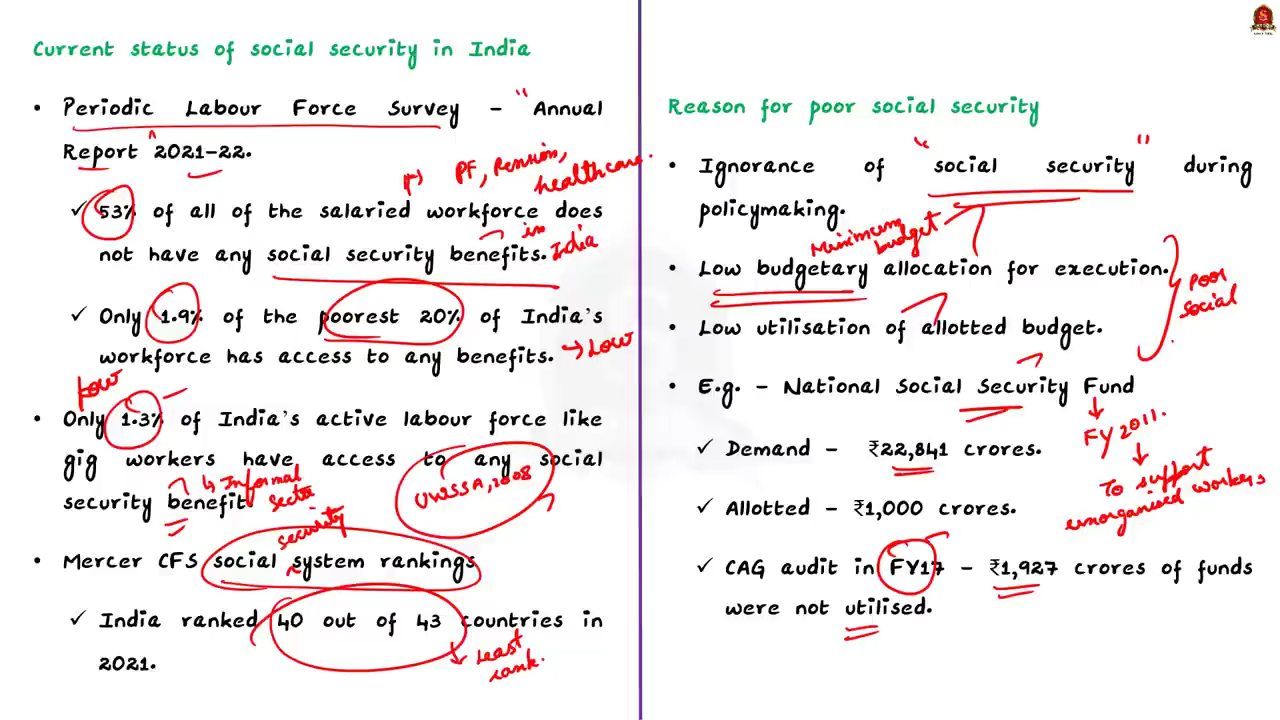 Current status of social security in India
• Periodic Labour Force Survey - " Annual
Report ^ 2021-22.
PF, Pension,
healthcare.
✓ 53% of all of the salaried workforce does
in
not have any social security benefits.
India
✓ Only 1.9% of the poorest 20% of India's
workforce has access to any benefits.
→ Low
Low
• Only 1.3% of India's active labour force like
gig workers have access to any social
security benefit
↳ Informal
Sector
UWSSA, 2008
security
• Mercer CFS social system rankings
✓ India ranked 40 out of 43 countries in
2021.
↓ Least
rank.
Reason for poor social security
• Ignorance of " social security " during
policymaking.
Minimum
budget
• Low budgetary allocation for execution.
• Low utilisation of allotted budget.
Poor
social
• E.g. - National Social Security Fund
↓
FY 2011.
↓
To support
unorganised workers
✓ Demand - ₹22,841 crores.
✓ Allotted - ₹1,000 crores.
✓ CAG audit in FY17 - ₹1,927 crores of funds
were not utilised.